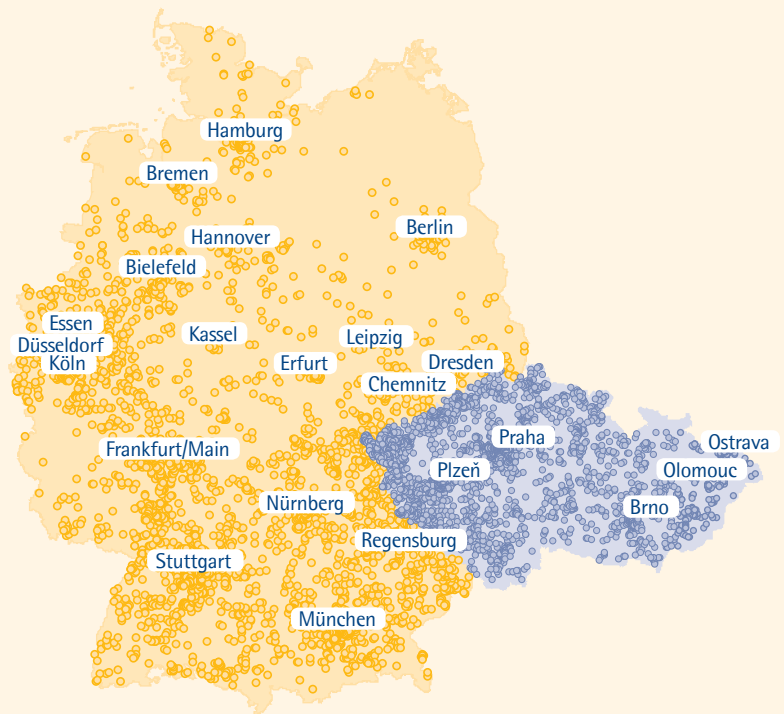 Hamburg
Bremen
Berlin
Hannover
Bielefeld
Essen
Düsseldorf
Köln
Kassel
Leipzig
Erfurt
Dresden
Chemnitz
Frankfurt/Main
Praha
Ostrava
Plzeň
Olomouc
Nürnberg
Brno
Regensburg
Stuttgart
München